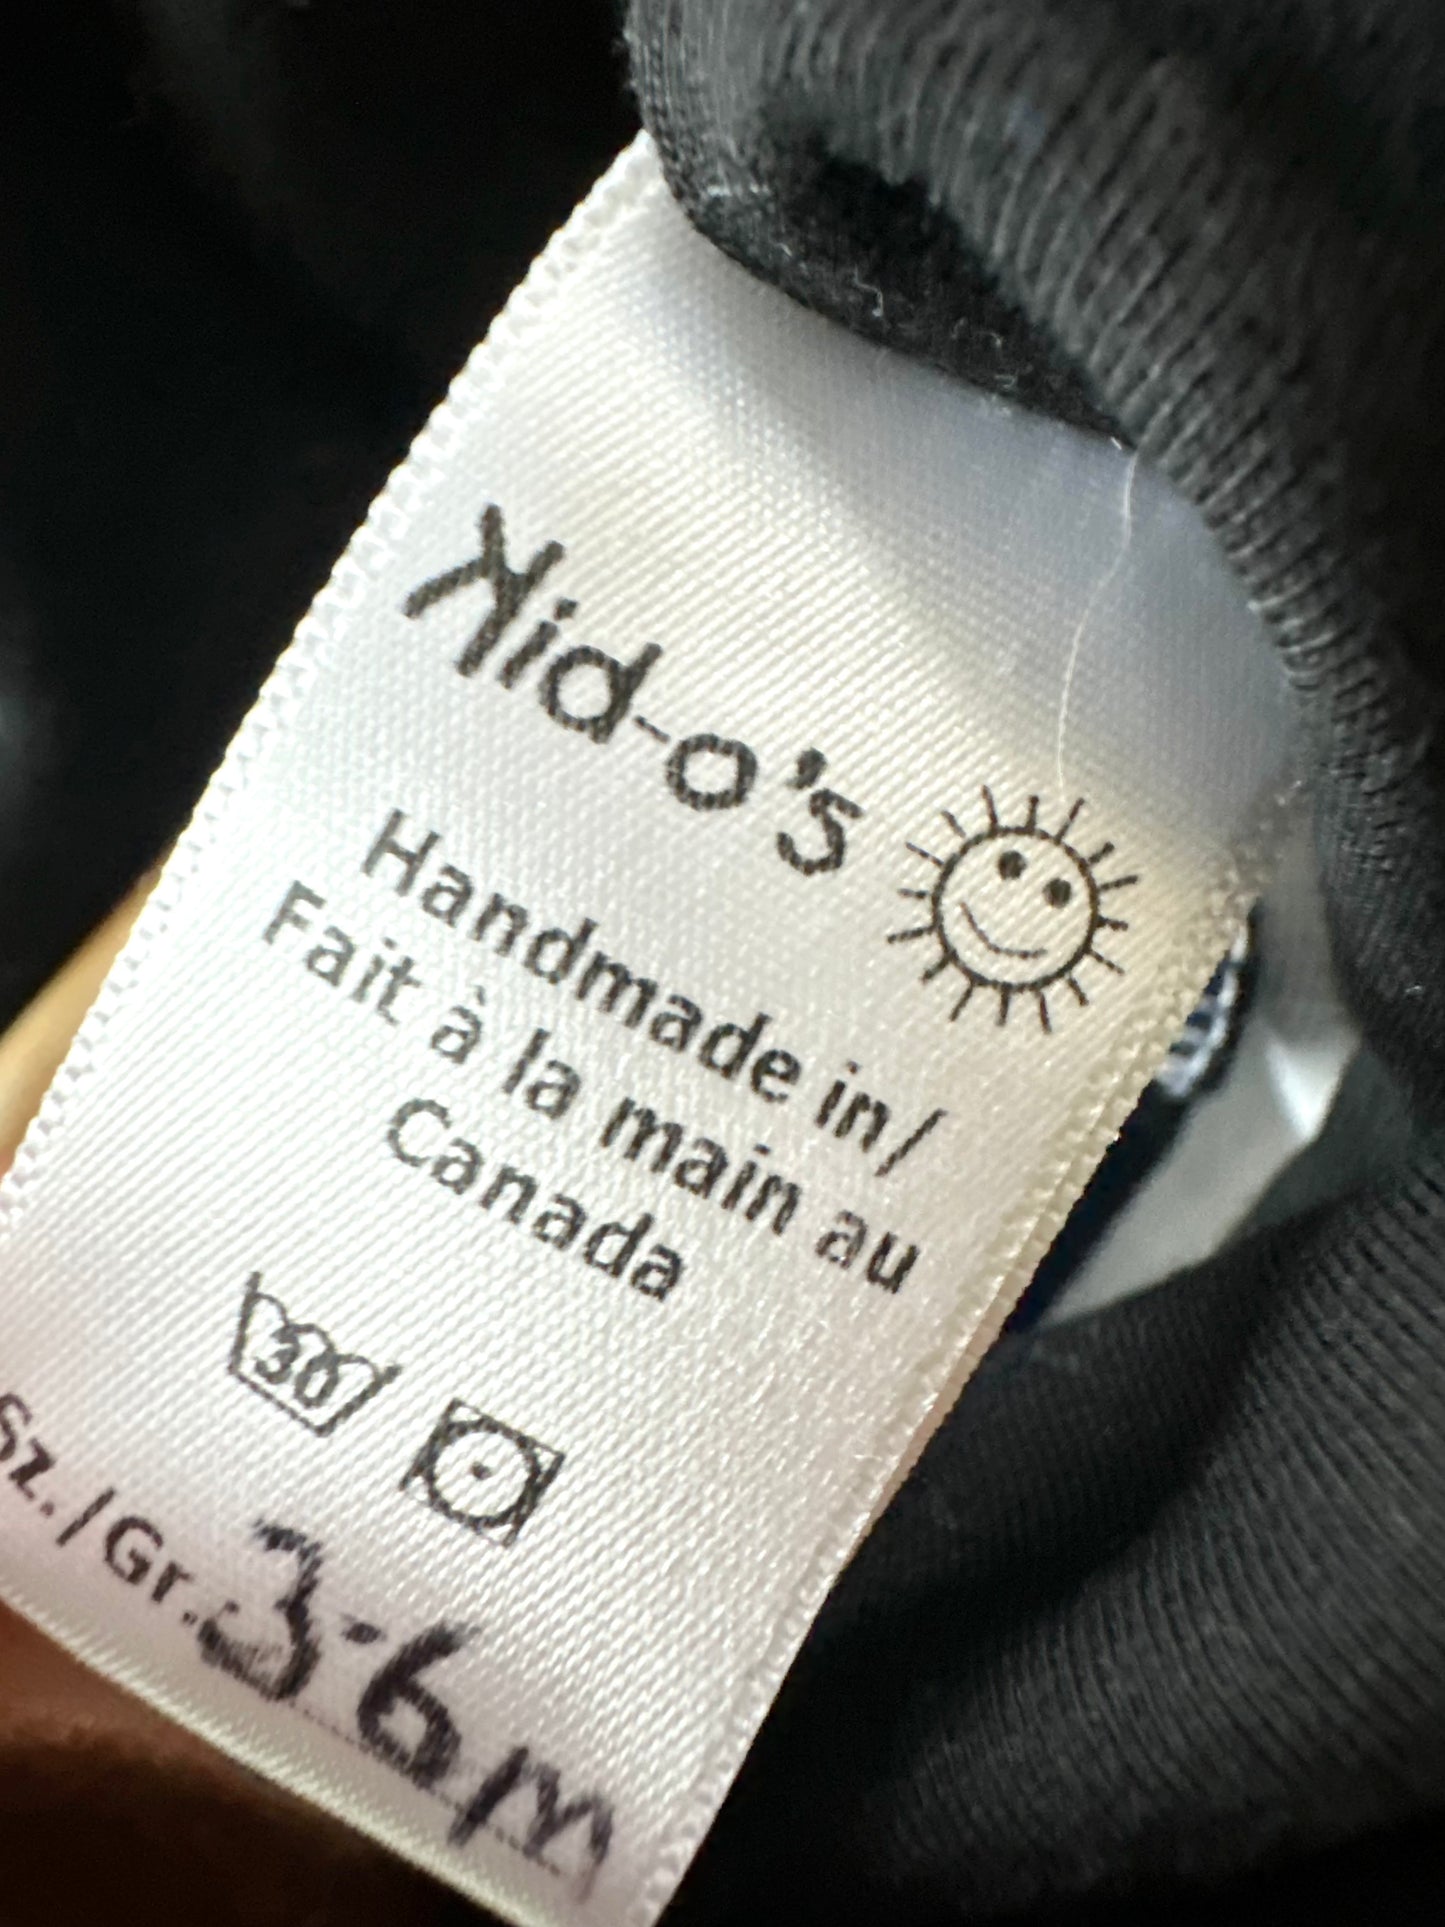 Kid-o's
Handmade in/
Fait à la main au
Canada
30
Sz./Gr. 3-6m